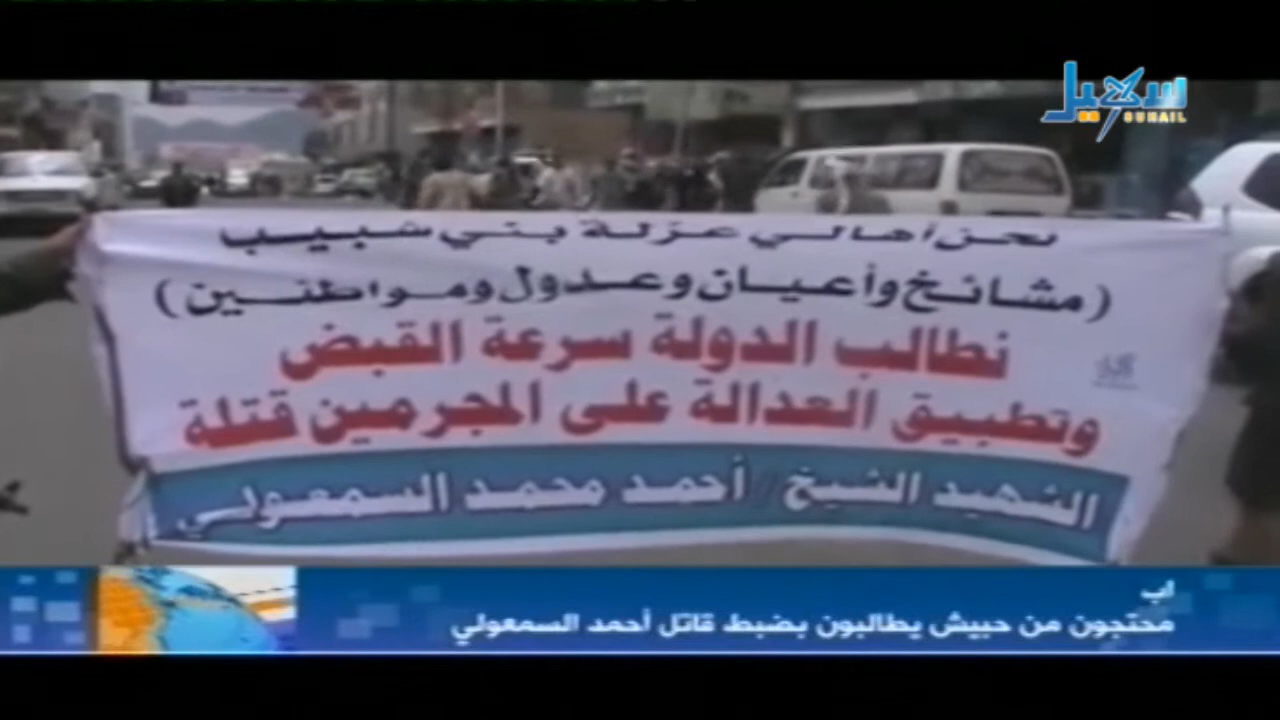 سهيل
SUHAIL
نحن أهالي عزلة بني شبيب
(مشائخ وأعيان وعدول ومواطنين)
نطالب الدولة سرعة القبض
وتطبيق العدالة على المجرمين قتلة
الشهيد الشيخ / أحمد محمد السمعولي
اب
محتجون من حبيش يطالبون بضبط قاتل أحمد السمعولي